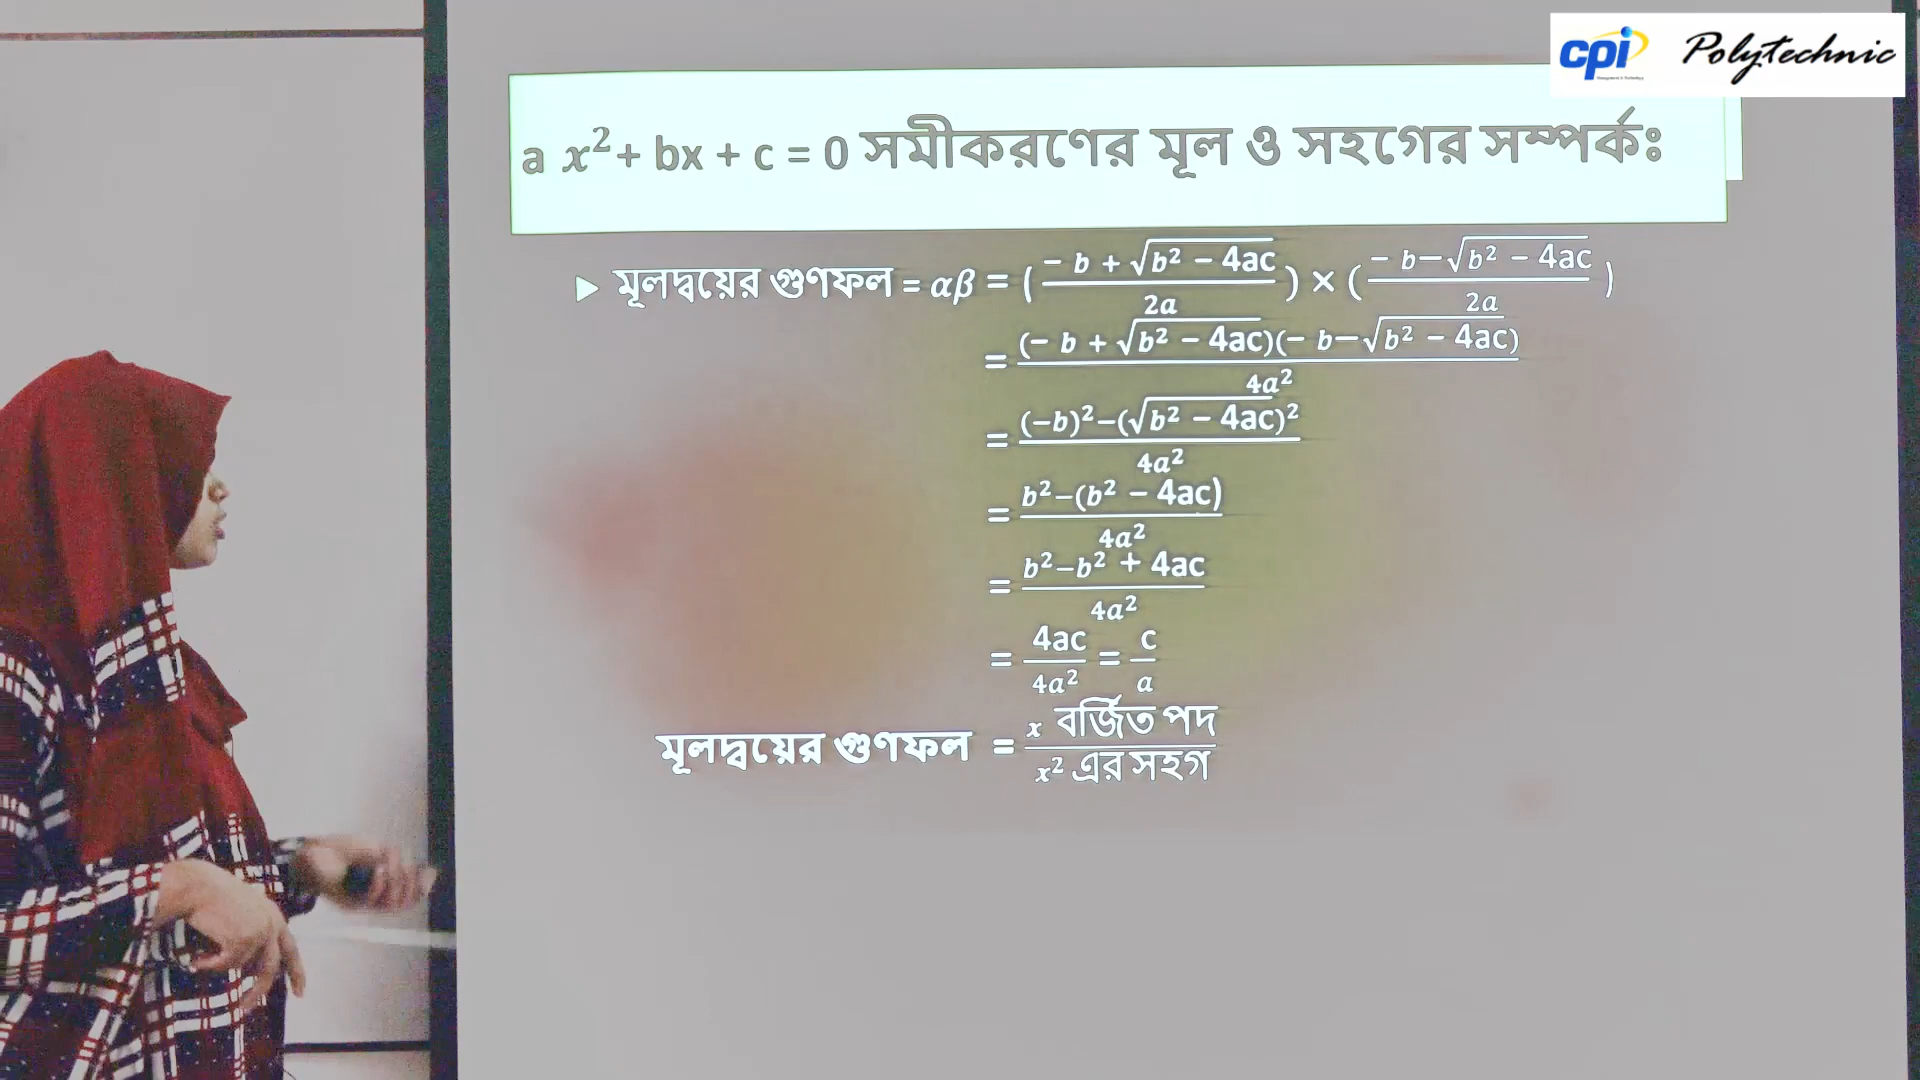 cpi Polytechnic
a x²+ bx + c = 0 সমীকরণের মূল ও সহগের সম্পর্কঃ
▶ মূলদ্বয়ের গুণফল = αβ = (− b + √(b² − 4ac) / 2a) × (− b−√(b² − 4ac) / 2a)
= (− b + √(b² − 4ac))(− b−√(b² − 4ac)) / 4a²
= (−b)²−(√(b² − 4ac))² / 4a²
= b²−(b² − 4ac) / 4a²
= b²−b² + 4ac / 4a²
= 4ac / 4a² = c / a
মূলদ্বয়ের গুণফল = x বর্জিত পদ / x² এর সহগ